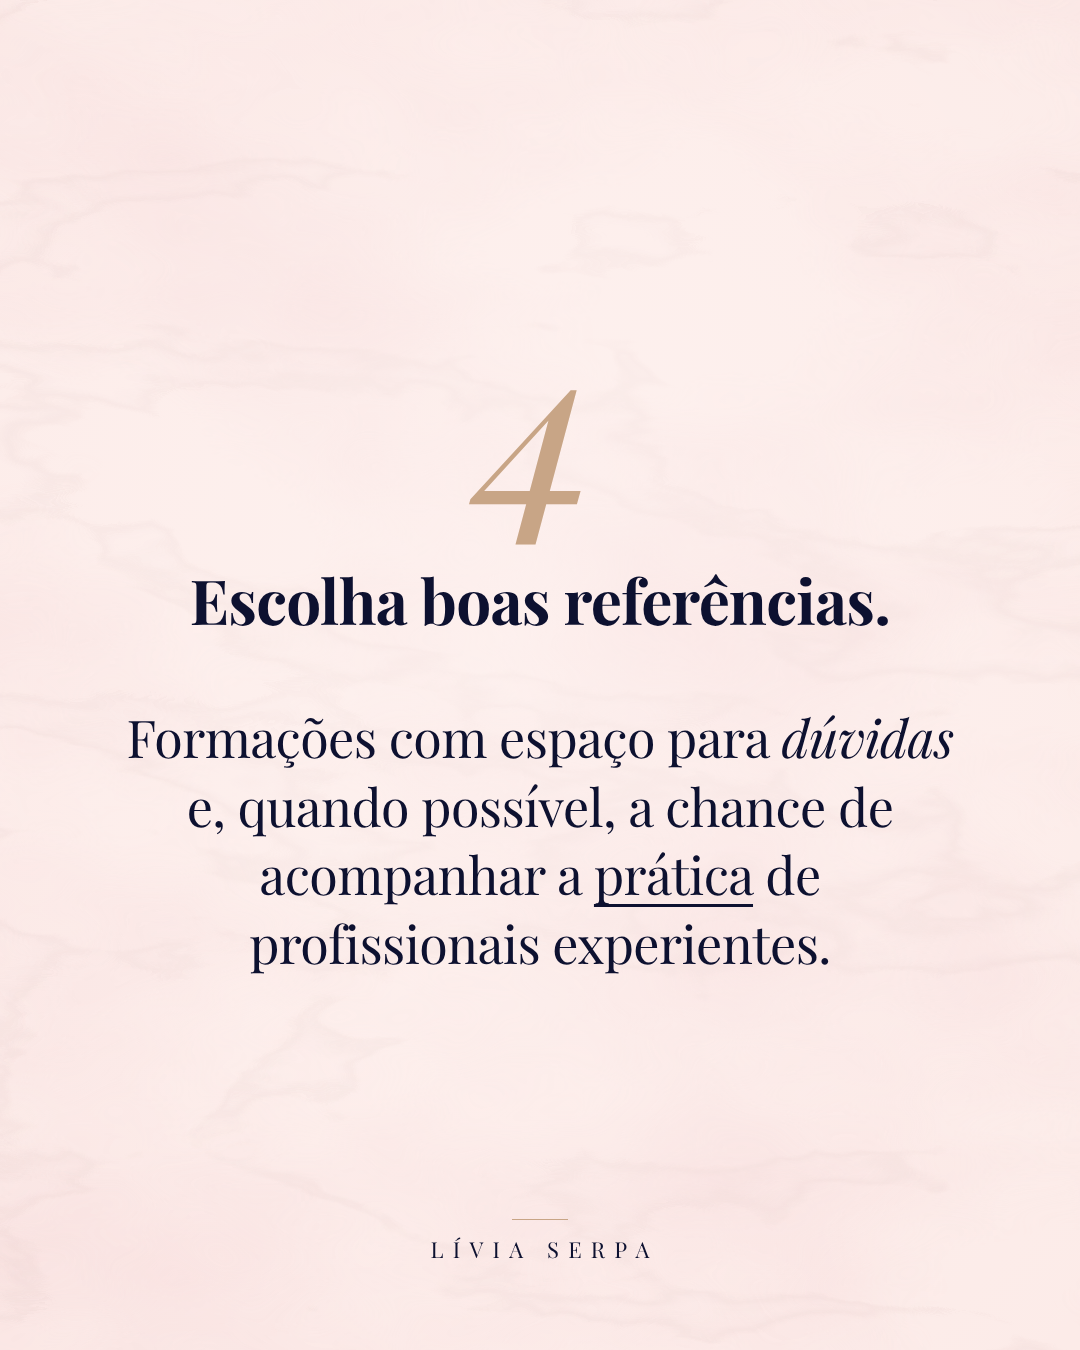 4
Escolha boas referências.
Formações com espaço para dúvidas
e, quando possível, a chance de
acompanhar a prática de
profissionais experientes.
LÍVIA SERPA